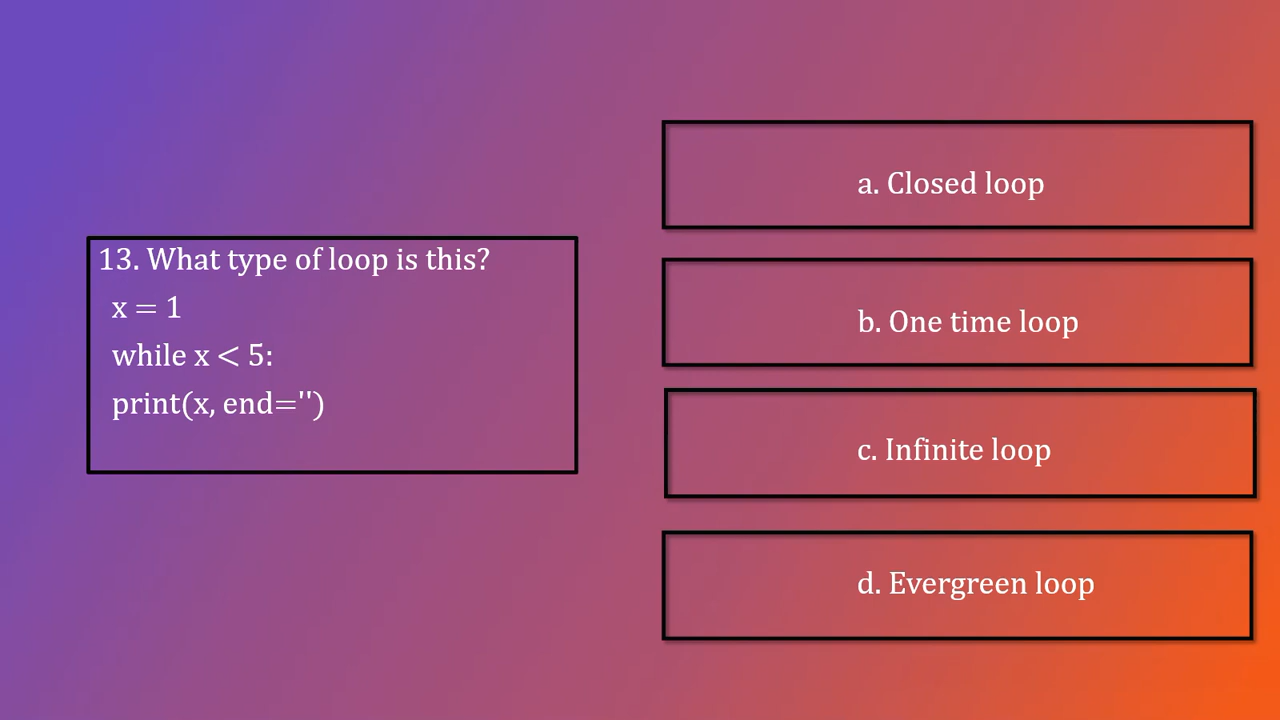 13. What type of loop is this?
x = 1
while x < 5:
print(x, end='')
a. Closed loop
b. One time loop
c. Infinite loop
d. Evergreen loop